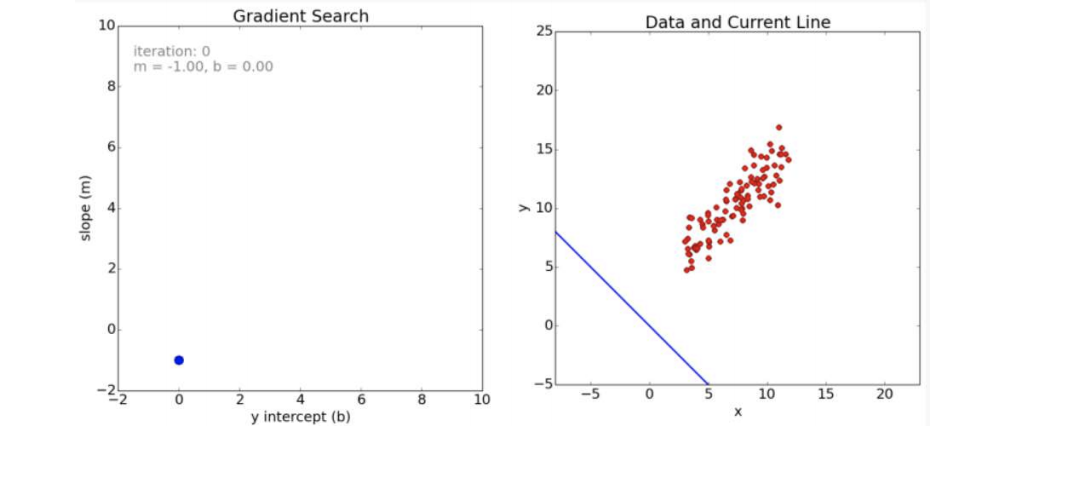 Gradient Search
10
8
6
4
2
0
−2
slope (m)
iteration: 0
m = -1.00, b = 0.00
−2 0 2 4 6 8 10
y intercept (b)
Data and Current Line
25
20
15
10
5
0
−5
y
−5 0 5 10 15 20
x